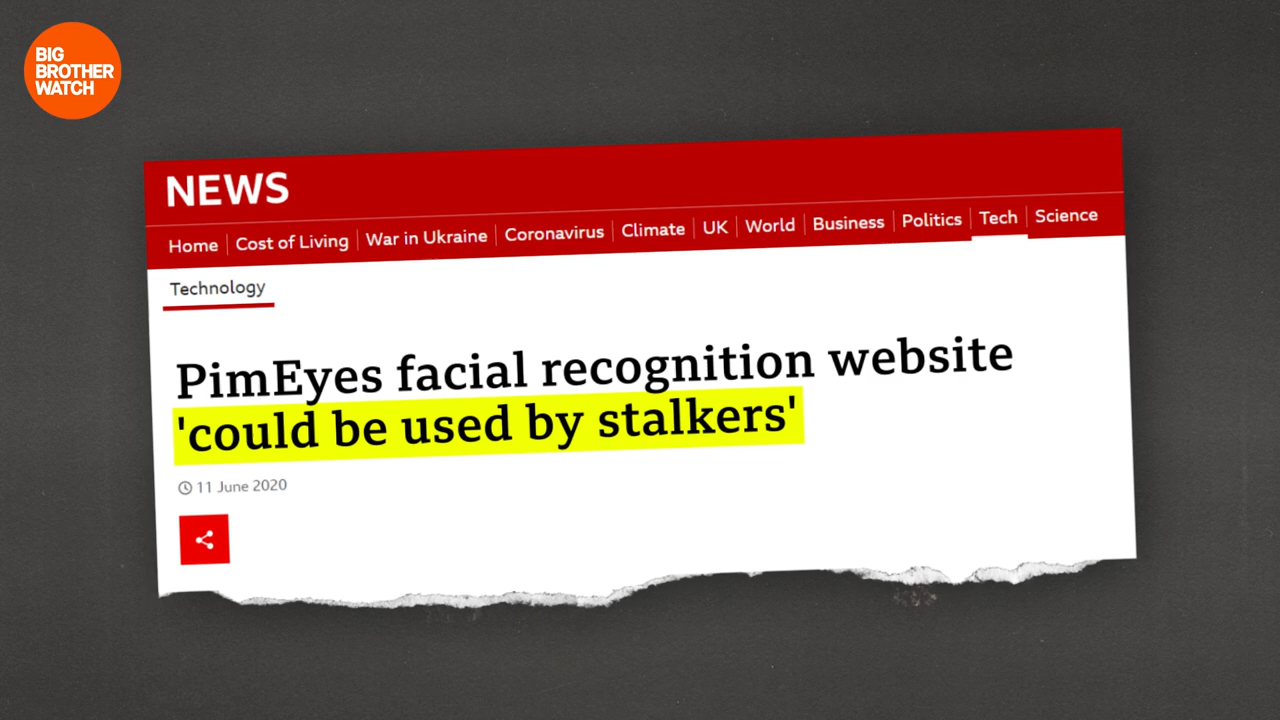 BIG
BROTHER
WATCH
NEWS
Home Cost of Living War in Ukraine Coronavirus Climate UK World Business Politics Tech Science
Technology
PimEyes facial recognition website
'could be used by stalkers'
11 June 2020